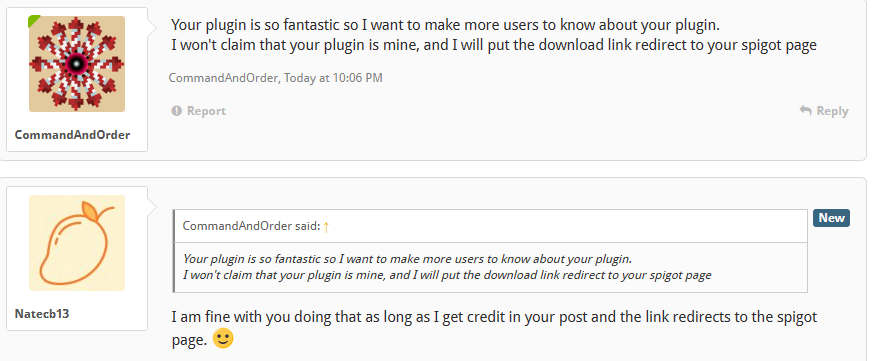 Your plugin is so fantastic so I want to make more users to know about your plugin.
I won't claim that your plugin is mine, and I will put the download link redirect to your spigot page
CommandAndOrder, Today at 10:06 PM
Report
Reply
CommandAndOrder
New
CommandAndOrder said: ↑
Your plugin is so fantastic so I want to make more users to know about your plugin.
I won't claim that your plugin is mine, and I will put the download link redirect to your spigot page
Natecb13
I am fine with you doing that as long as I get credit in your post and the link redirects to the spigot
page. 🙂